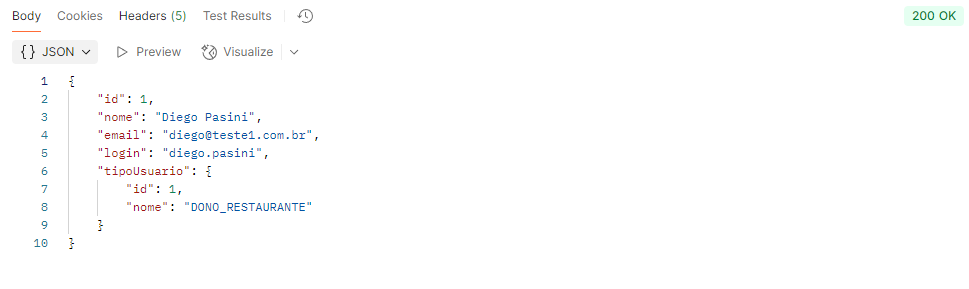 Body Cookies Headers (5) Test Results 200 OK
{} JSON Preview Visualize
1 {
2 "id": 1,
3 "nome": "Diego Pasini",
4 "email": "diego@teste1.com.br",
5 "login": "diego.pasini",
6 "tipoUsuario": {
7 "id": 1,
8 "nome": "DONO_RESTAURANTE"
9 }
10 }